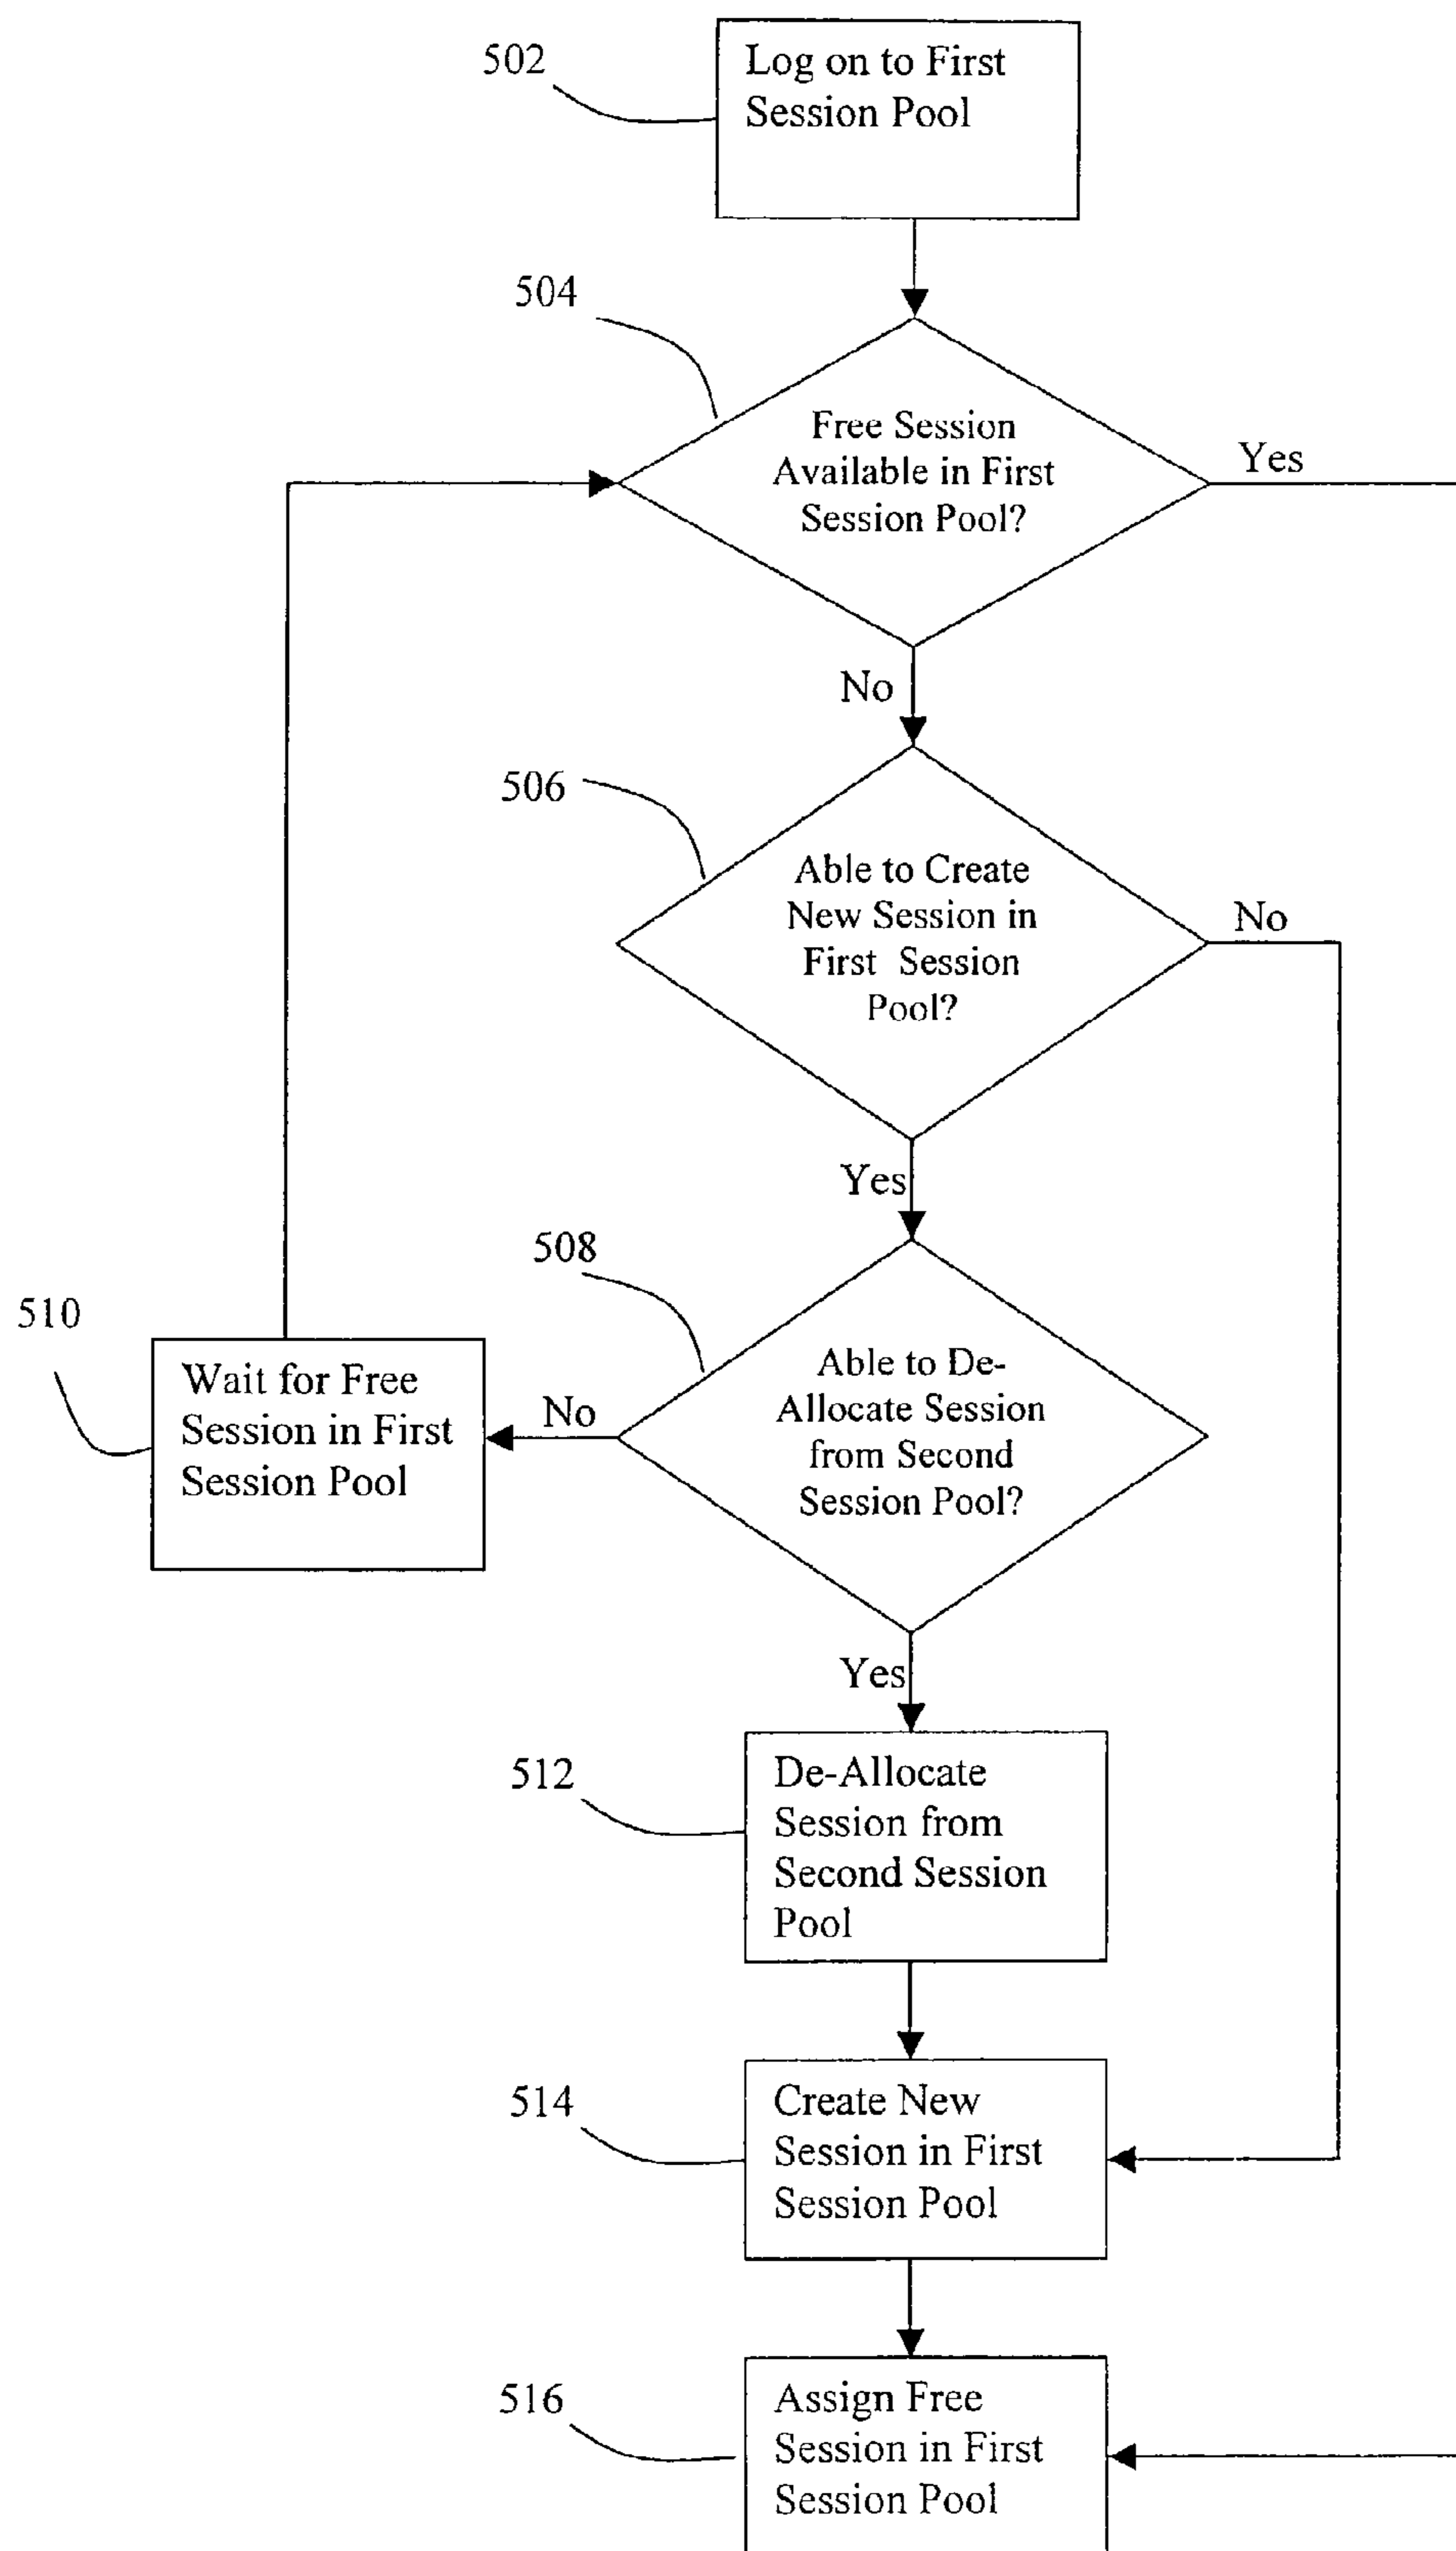 502
Log on to First
Session Pool
504
Free Session
Available in First
Session Pool?
Yes
No
506
Able to Create
New Session in
First Session
Pool?
No
Yes
508
Able to De-
Allocate Session
from Second
Session Pool?
No
510
Wait for Free
Session in First
Session Pool
Yes
512
De-Allocate
Session from
Second Session
Pool
514
Create New
Session in First
Session Pool
516
Assign Free
Session in First
Session Pool